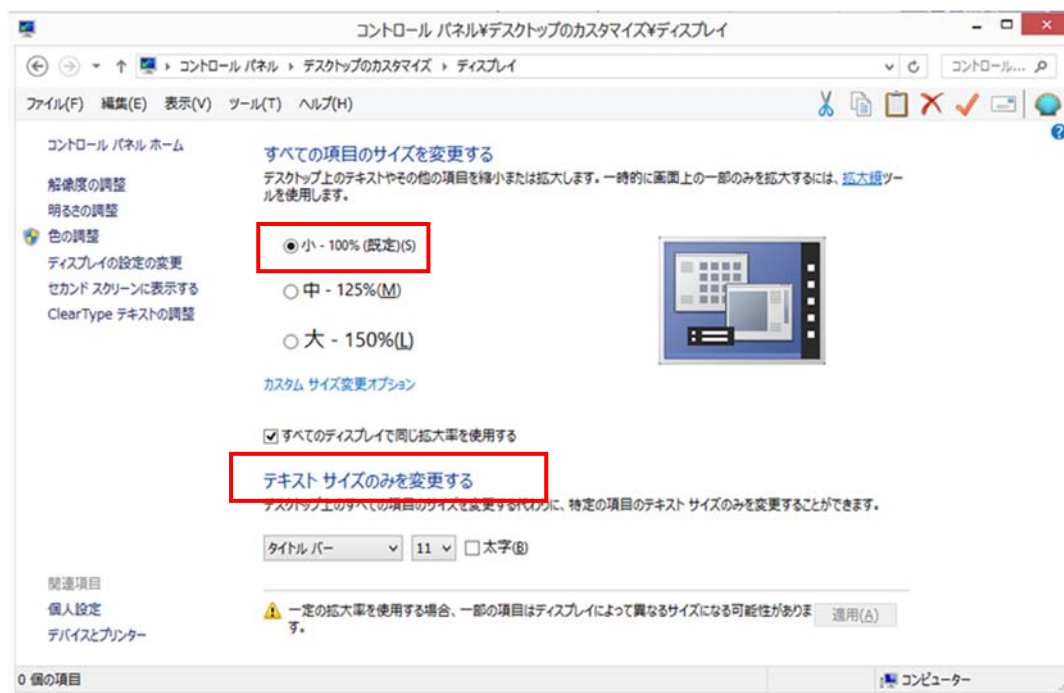 コントロール パネル¥デスクトップのカスタマイズ¥ディスプレイ
コントロール パネル デスクトップのカスタマイズ ディスプレイ
コントロール...
ファイル(F) 編集(E) 表示(V) ツール(T) ヘルプ(H)
コントロール パネル ホーム
解像度の調整
明るさの調整
色の調整
ディスプレイの設定の変更
セカンド スクリーンに表示する
ClearType テキストの調整
すべての項目のサイズを変更する
デスクトップ上のテキストやその他の項目を縮小または拡大します。一時的に画面上の一部のみを拡大するには、拡大鏡ツー
ルを使用します。
小 - 100% (既定)(S)
中 - 125%(M)
大 - 150%(L)
カスタム サイズ変更オプション
すべてのディスプレイで同じ拡大率を使用する
テキスト サイズのみを変更する
デスクトップ上のすべての項目のサイズを変更する代わりに、特定の項目のテキスト サイズのみを変更することができます。
タイトル バー 11 太字(B)
一定の拡大率を使用する場合、一部の項目はディスプレイによって異なるサイズになる可能性がありま
す。
適用(A)
関連項目
個人設定
デバイスとプリンター
0 個の項目
コンピューター